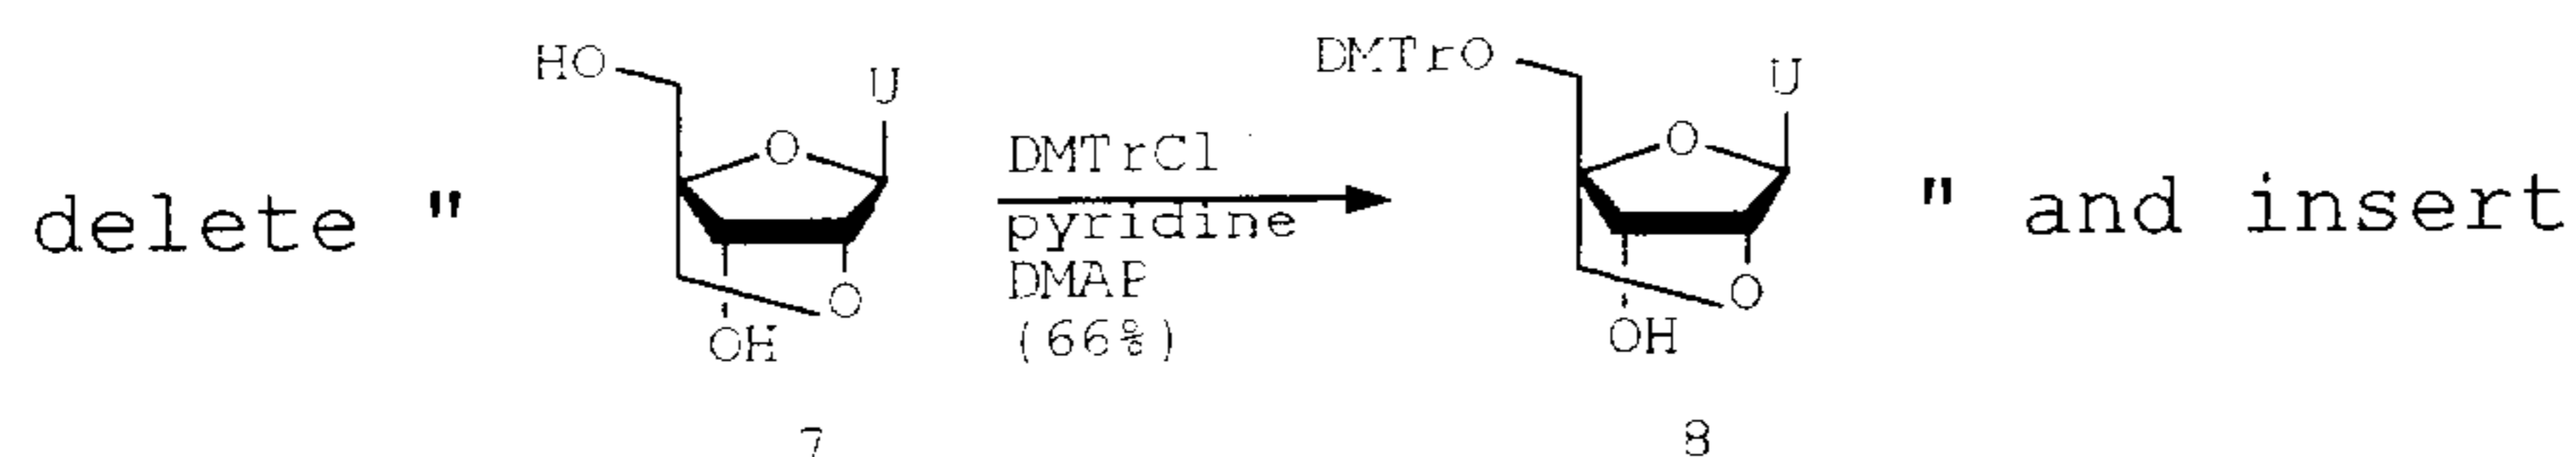 HO
U
DMTrO
U
O
O
DMTrCl
delete "
pyridine
" and insert
DMAP
O
O
OH
(66%)
OH
7
8